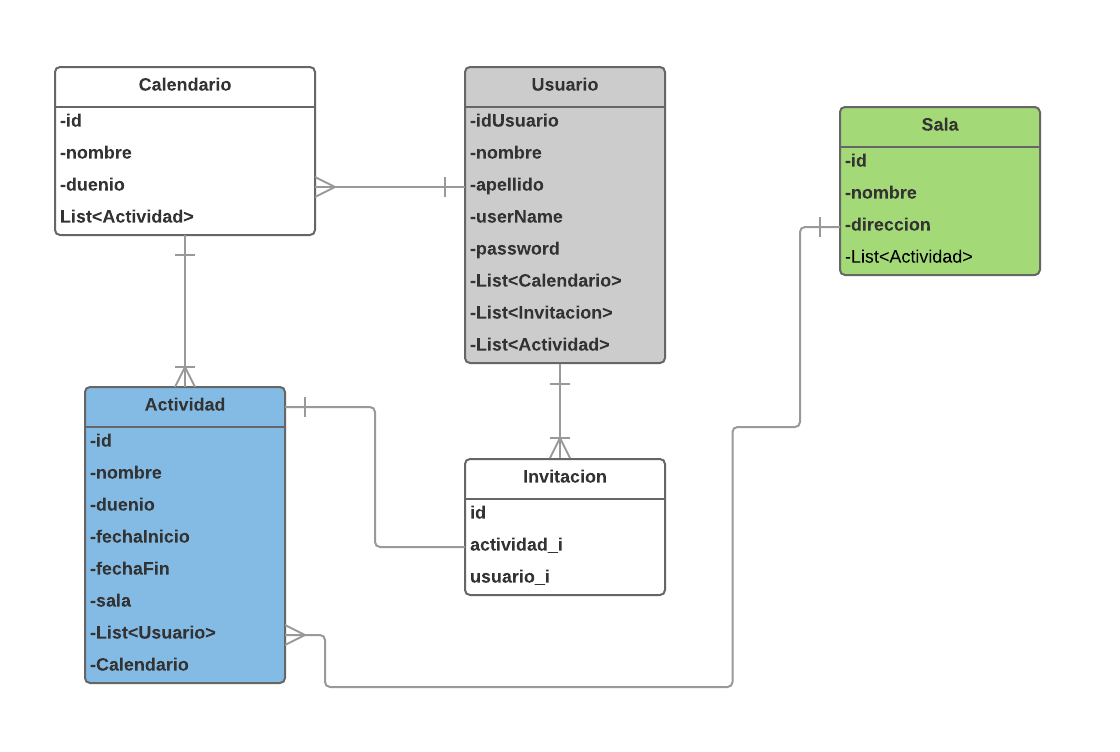 Calendario
-id
-nombre
-duenio
List<Actividad>
Usuario
-idUsuario
-nombre
-apellido
-userName
-password
-List<Calendario>
-List<Invitacion>
-List<Actividad>
Sala
-id
-nombre
-direccion
-List<Actividad>
Actividad
-id
-nombre
-duenio
-fechaInicio
-fechaFin
-sala
-List<Usuario>
-Calendario
Invitacion
id
actividad_i
usuario_i